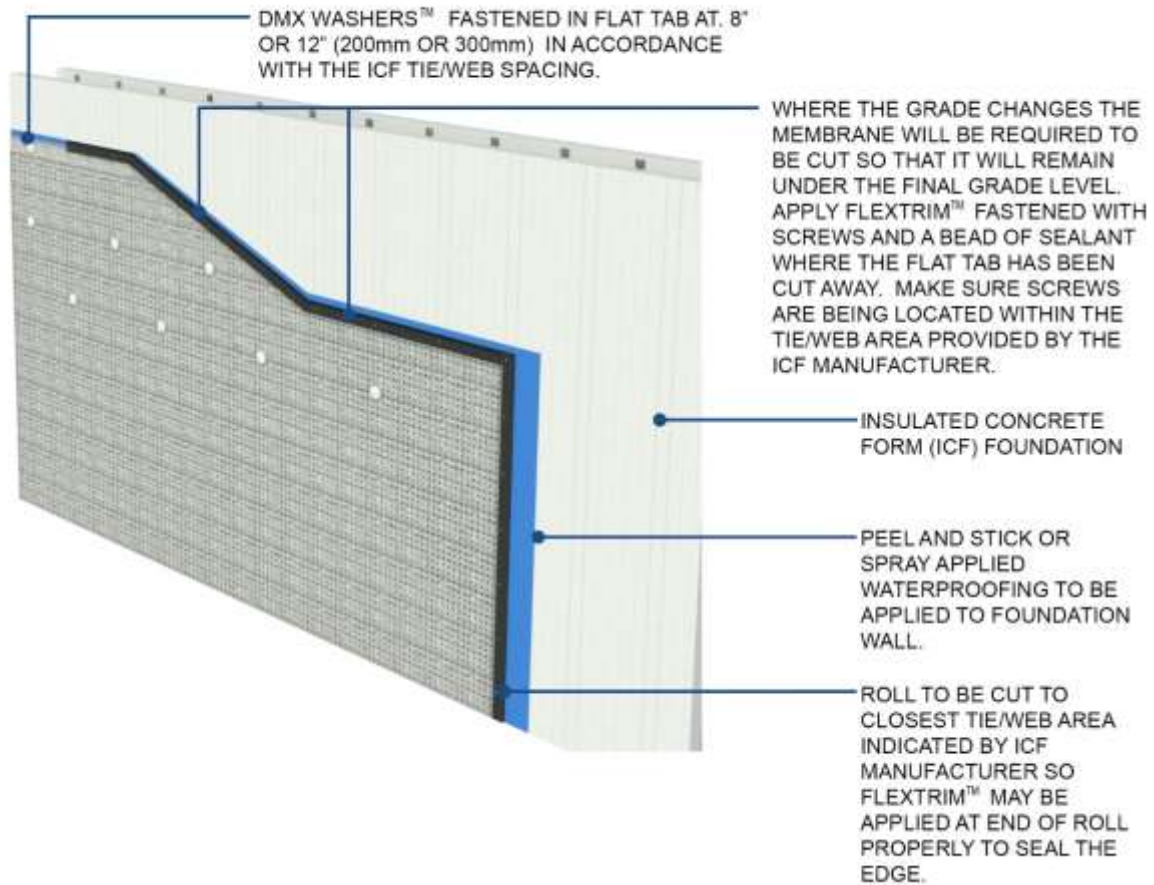 DMX WASHERS™ FASTENED IN FLAT TAB AT. 8"
OR 12" (200mm OR 300mm) IN ACCORDANCE
WITH THE ICF TIE/WEB SPACING.
WHERE THE GRADE CHANGES THE
MEMBRANE WILL BE REQUIRED TO
BE CUT SO THAT IT WILL REMAIN
UNDER THE FINAL GRADE LEVEL.
APPLY FLEXTRIM™ FASTENED WITH
SCREWS AND A BEAD OF SEALANT
WHERE THE FLAT TAB HAS BEEN
CUT AWAY. MAKE SURE SCREWS
ARE BEING LOCATED WITHIN THE
TIE/WEB AREA PROVIDED BY THE
ICF MANUFACTURER.
INSULATED CONCRETE
FORM (ICF) FOUNDATION
PEEL AND STICK OR
SPRAY APPLIED
WATERPROOFING TO BE
APPLIED TO FOUNDATION
WALL.
ROLL TO BE CUT TO
CLOSEST TIE/WEB AREA
INDICATED BY ICF
MANUFACTURER SO
FLEXTRIM™ MAY BE
APPLIED AT END OF ROLL
PROPERLY TO SEAL THE
EDGE.